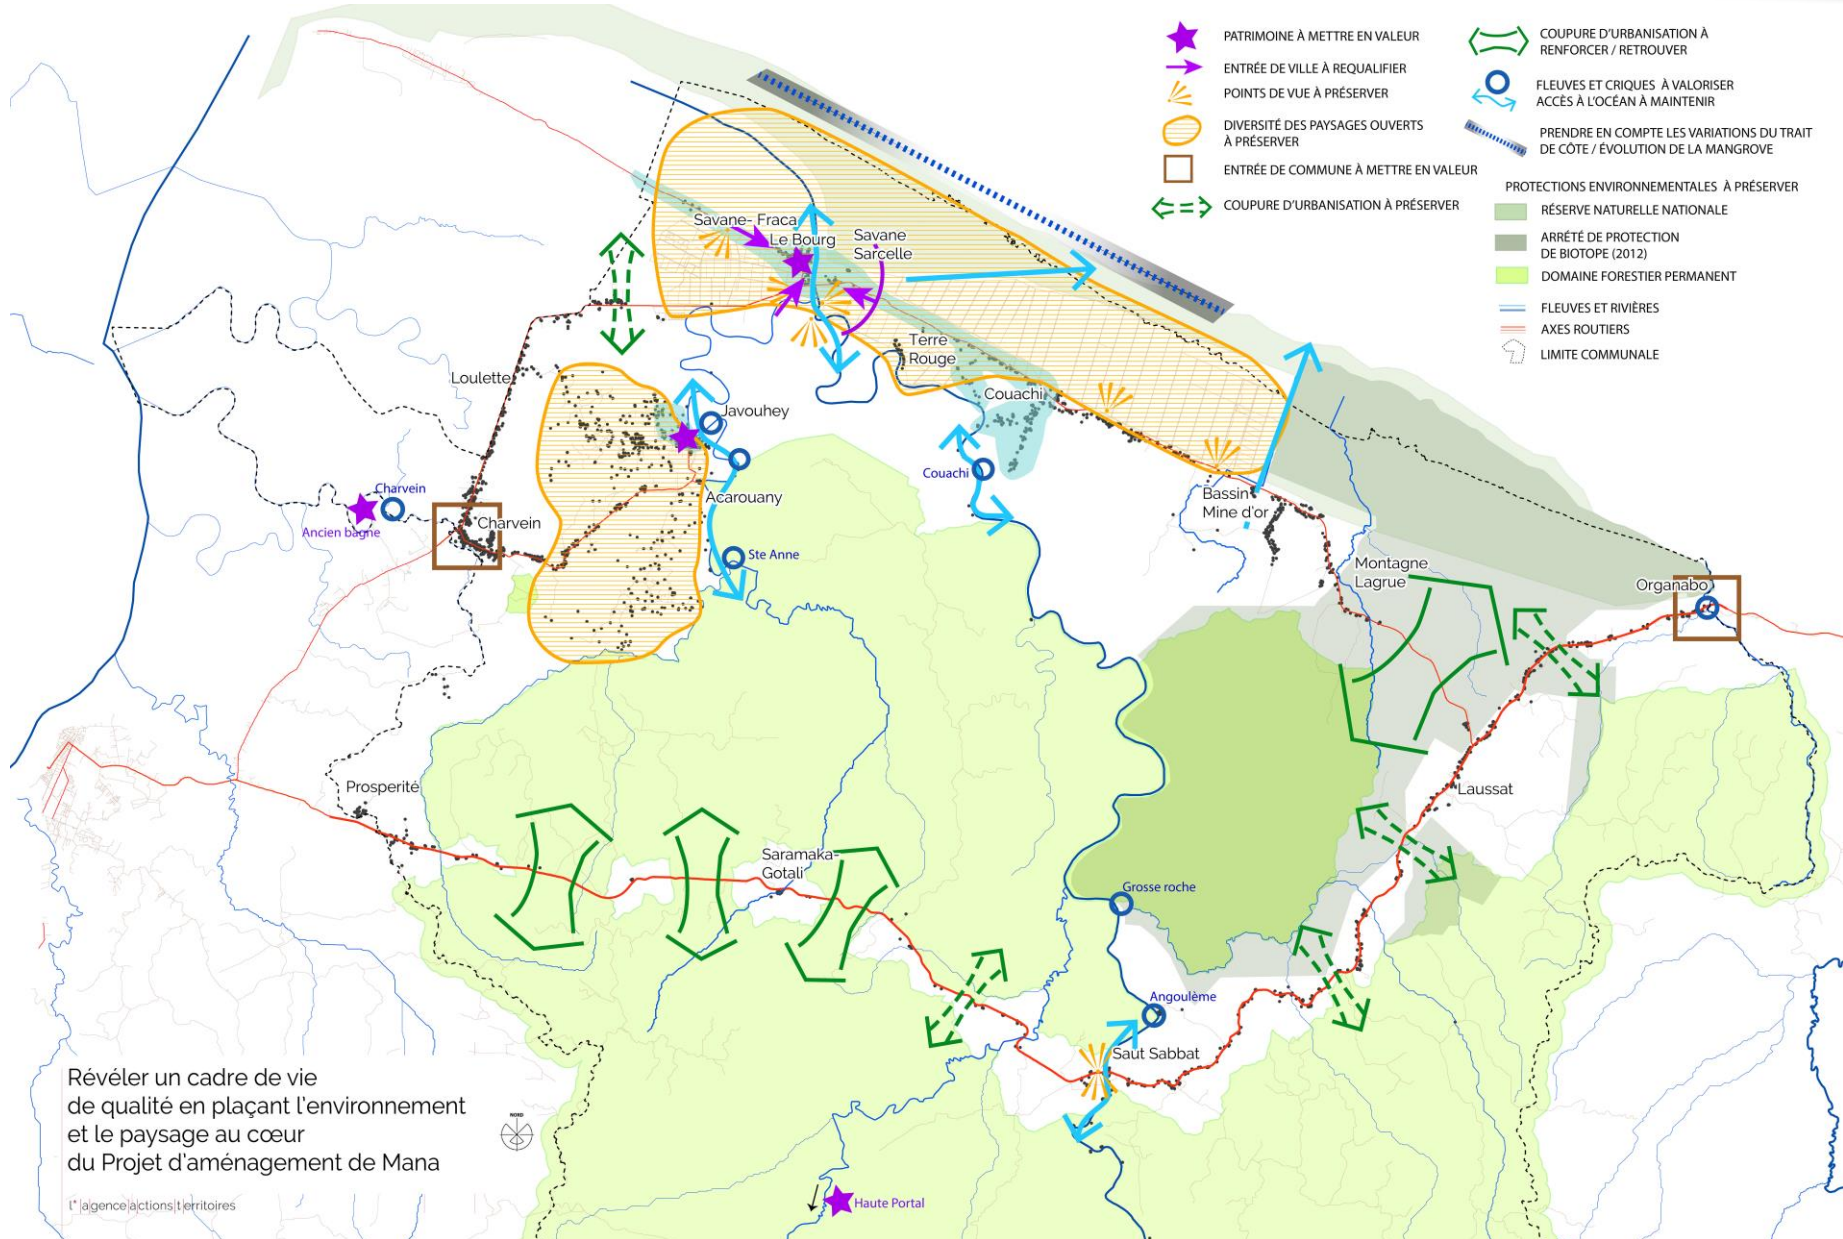 PATRIMOINE À METTRE EN VALEUR
ENTRÉE DE VILLE À REQUALIFIER
POINTS DE VUE À PRÉSERVER
DIVERSITÉ DES PAYSAGES OUVERTS
À PRÉSERVER
ENTRÉE DE COMMUNE À METTRE EN VALEUR
COUPURE D'URBANISATION À PRÉSERVER
COUPURE D'URBANISATION À
RENFORCER / RETROUVER
FLEUVES ET CRIQUES À VALORISER
ACCÈS À L'OCÉAN À MAINTENIR
PRENDRE EN COMPTE LES VARIATIONS DU TRAIT
DE CÔTE / ÉVOLUTION DE LA MANGROVE
PROTECTIONS ENVIRONNEMENTALES À PRÉSERVER
RÉSERVE NATURELLE NATIONALE
ARRÉTÉ DE PROTECTION
DE BIOTOPE (2012)
DOMAINE FORESTIER PERMANENT
FLEUVES ET RIVIÈRES
AXES ROUTIERS
LIMITE COMMUNALE
Savane- Fraca
Le Bourg
Savane
Sarcelle
Terre
Rouge
Loulette
Couachi
Javouhey
Couachi
Acarouany
Charvein
Ancien bagne
Charvein
Bassin
Mine d'or
Ste Anne
Montagne
Lagrue
Organabo
Prosperité
Laussat
Saramaka-
Gotali
Grosse roche
Angoulème
Saut Sabbat
Haute Portal
Révéler un cadre de vie
de qualité en plaçant l'environnement
et le paysage au cœur
du Projet d'aménagement de Mana
NORD
l'|agence|actions|territoires